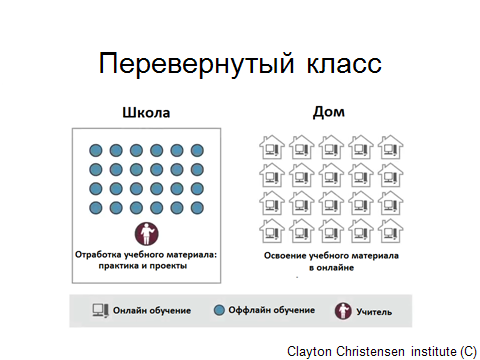 Перевернутый класс
Школа
Дом
Отработка учебного материала:
практика и проекты
Освоение учебного материала
в онлайне
Онлайн обучение
Оффлайн обучение
Учитель
Clayton Christensen institute (C)